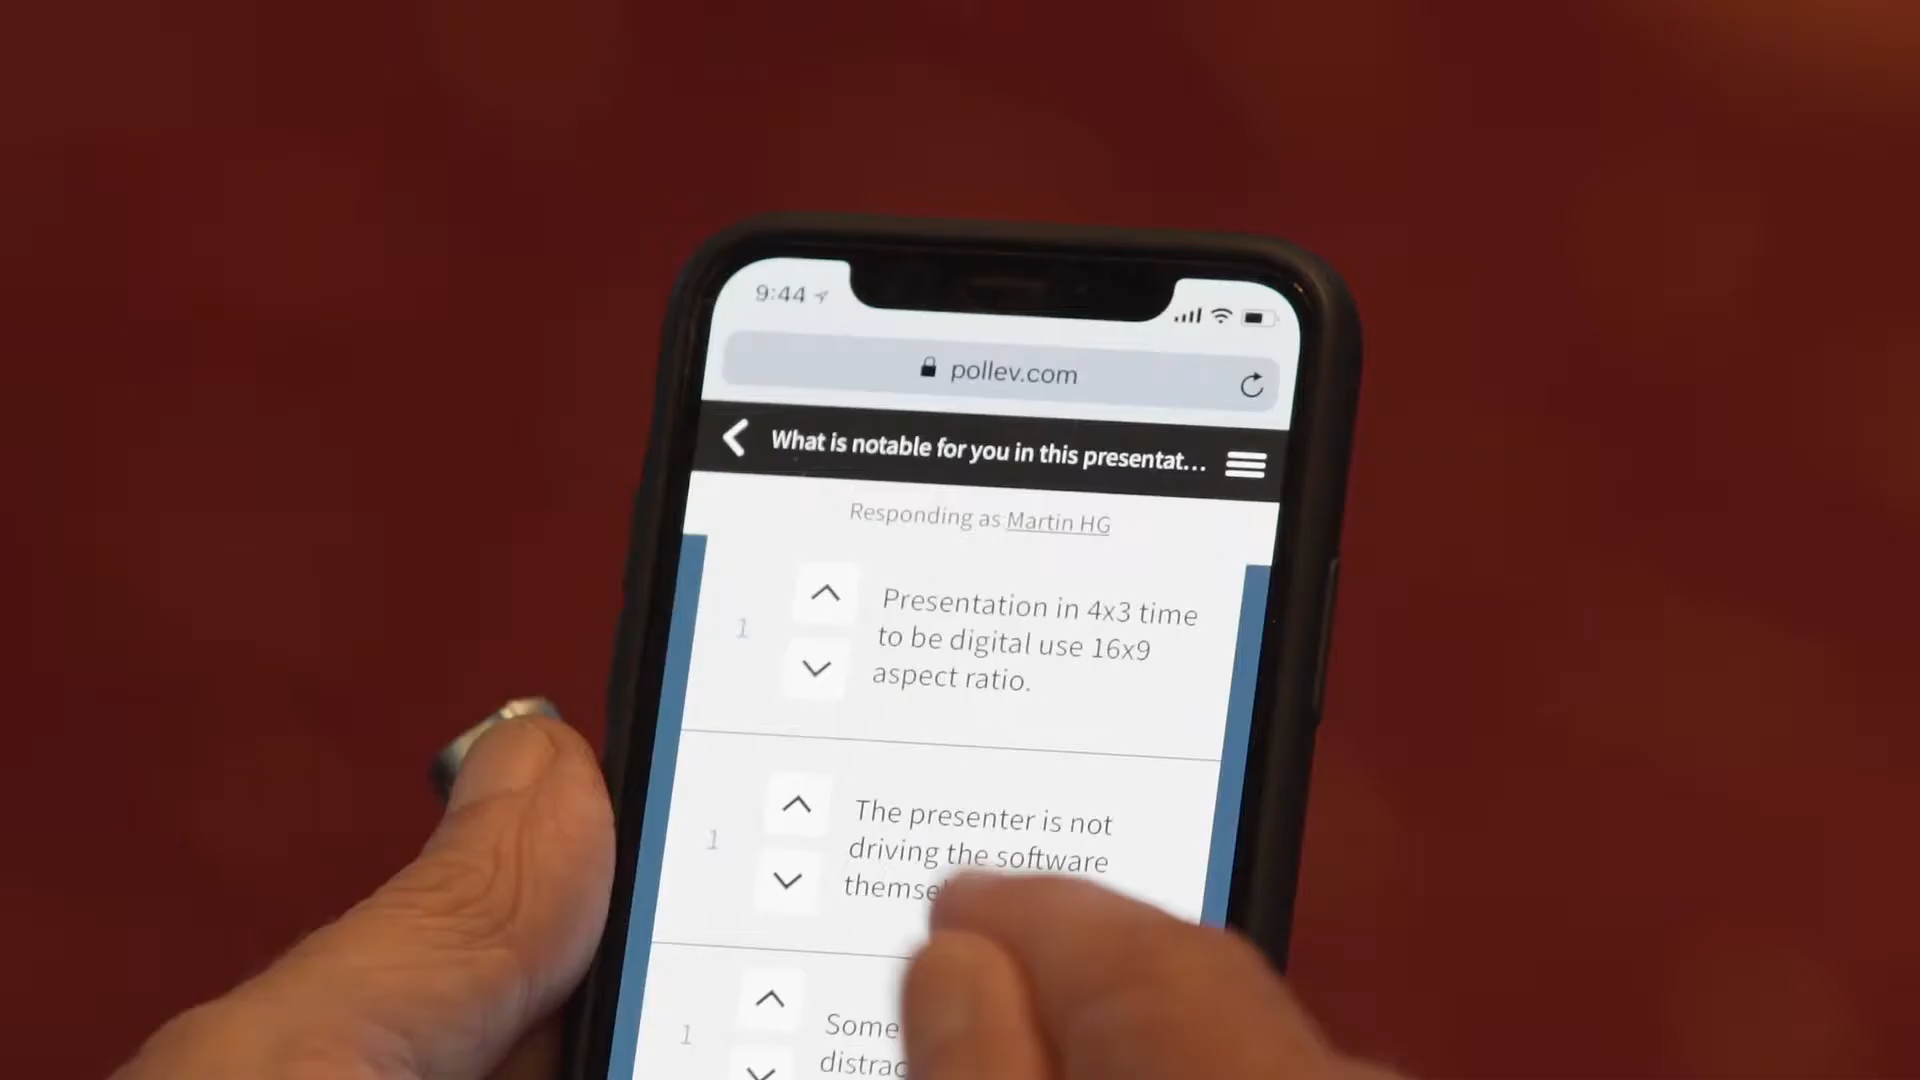 9:44
pollev.com
What is notable for you in this presentat...
Responding as Martin HG
1
Presentation in 4x3 time
to be digital use 16x9
aspect ratio.
1
The presenter is not
driving the software
1
Some